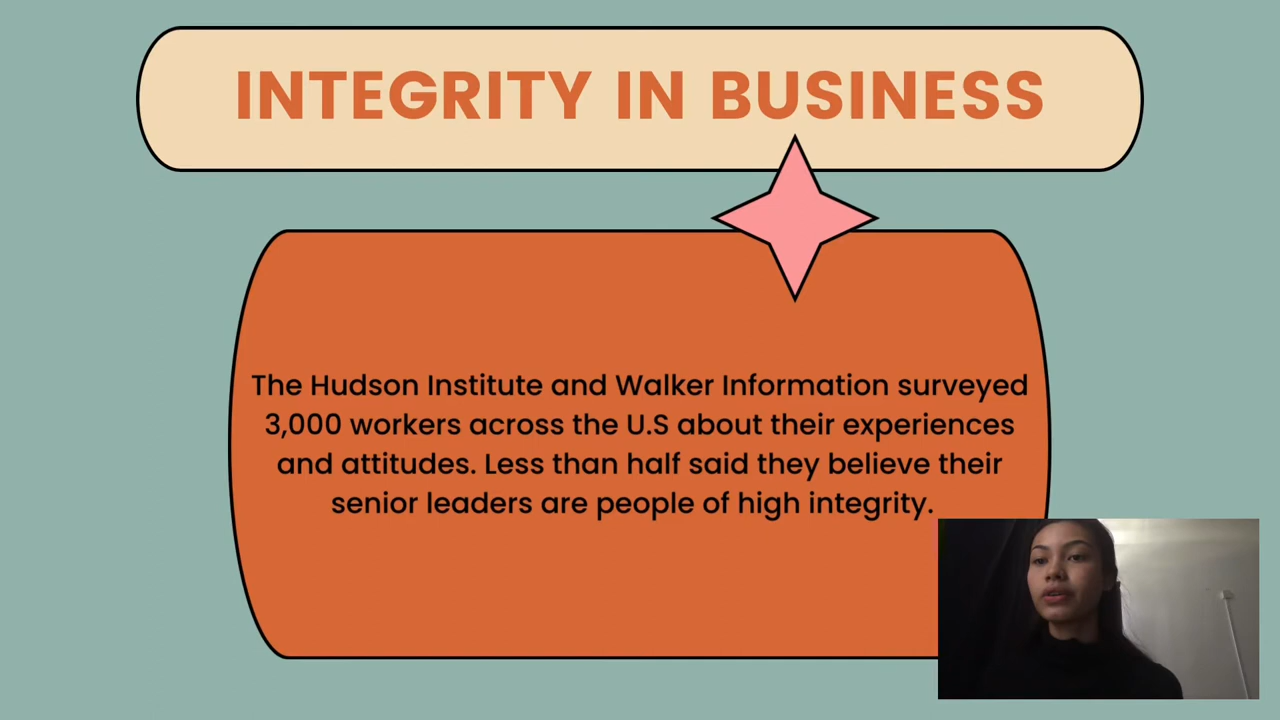 INTEGRITY IN BUSINESS
The Hudson Institute and Walker Information surveyed
3,000 workers across the U.S about their experiences
and attitudes. Less than half said they believe their
senior leaders are people of high integrity.